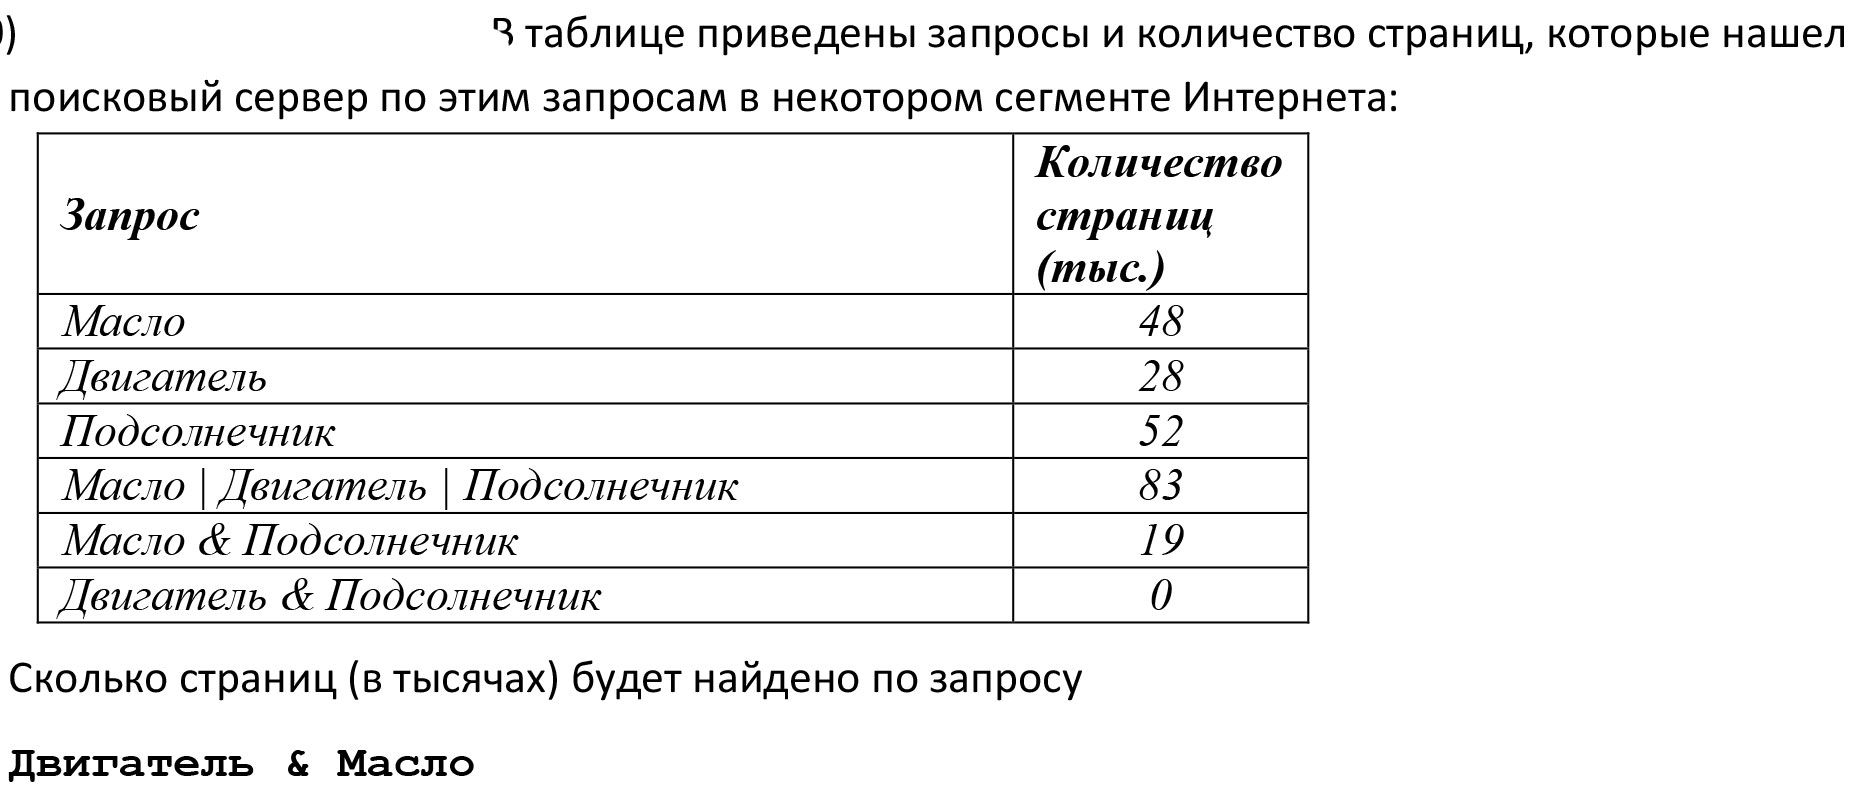 ) В таблице приведены запросы и количество страниц, которые нашел
поисковый сервер по этим запросам в некотором сегменте Интернета:
Запрос
Количество
страниц
(тыс.)
Масло 48
Двигатель 28
Подсолнечник 52
Масло | Двигатель | Подсолнечник 83
Масло & Подсолнечник 19
Двигатель & Подсолнечник 0
Сколько страниц (в тысячах) будет найдено по запросу
Двигатель & Масло